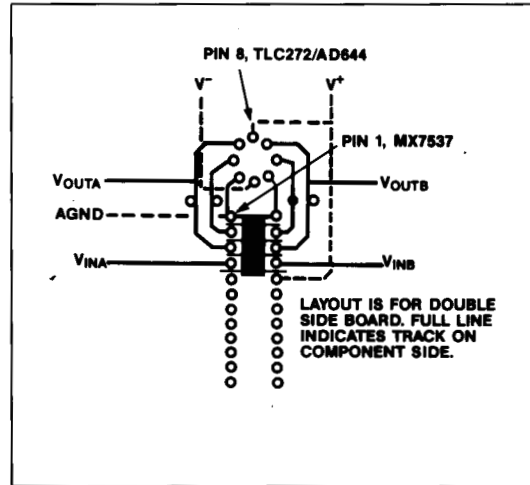 PIN 8, TLC272/AD644
V- V+
PIN 1, MX7537
VOUTA VOUTB
AGND
VINA VINB
LAYOUT IS FOR DOUBLE
SIDE BOARD. FULL LINE
INDICATES TRACK ON
COMPONENT SIDE.